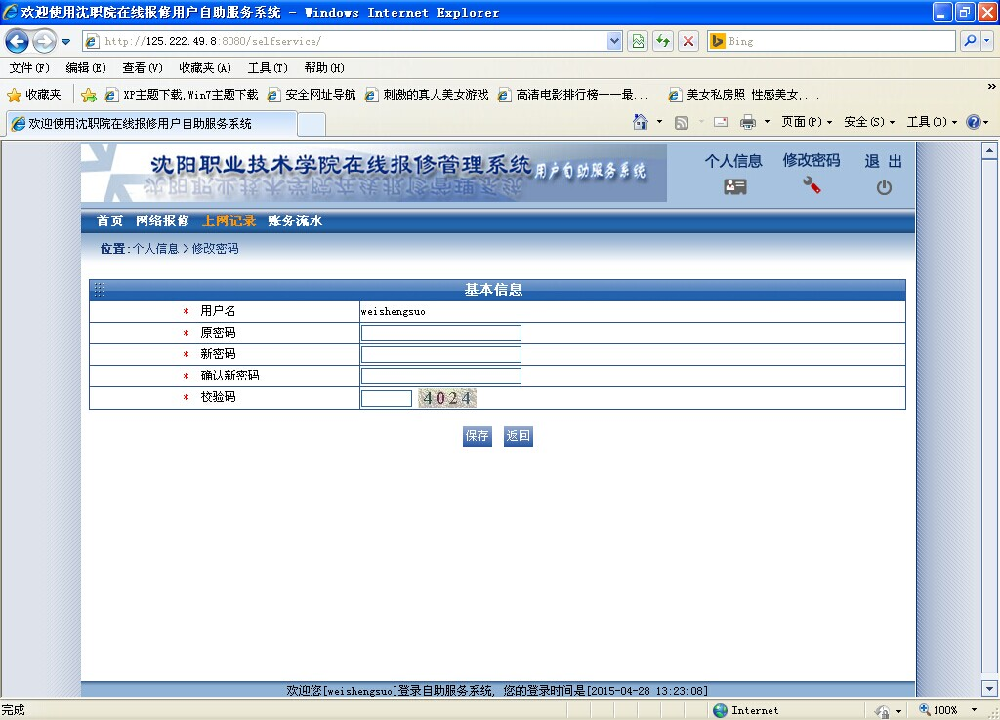 欢迎使用沈职院在线报修用户自助服务系统 - Windows Internet Explorer
http://125.222.49.8:8080/selfservice/
Bing
文件(F) 编辑(E) 查看(V) 收藏夹(A) 工具(T) 帮助(H)
收藏夹 XP主题下载,Win7主题下载 安全网址导航 刺激的真人美女游戏 高清电影排行榜一一最... 美女私房照_性感美女,...
欢迎使用沈职院在线报修用户自助服务系统
页面(P) 安全(S) 工具(O)
沈阳职业技术学院在线报修管理系统 用户自助服务系统
个人信息 修改密码 退 出
首页 网络报修 上网记录 账务流水
位置:个人信息 > 修改密码
基本信息
* 用户名 weishengsuo
* 原密码
* 新密码
* 确认新密码
* 校验码 4024
保存 返回
欢迎您[weishengsuo]登录自助服务系统, 您的登录时间是[2015-04-28 13:23:08]
完成 Internet 100%